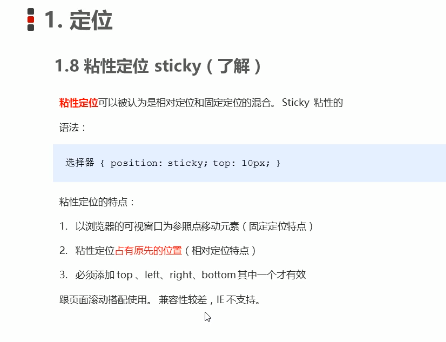 1. 定位
1.8 粘性定位 sticky（了解）
粘性定位可以被认为是相对定位和固定定位的混合。 Sticky 粘性的
语法：
选择器 { position: sticky; top: 10px; }
粘性定位的特点：
1. 以浏览器的可视窗口为参照点移动元素（固定定位特点）
2. 粘性定位占有原先的位置（相对定位特点）
3. 必须添加 top 、left、right、bottom 其中一个才有效
跟页面滚动搭配使用。 兼容性较差，IE 不支持。